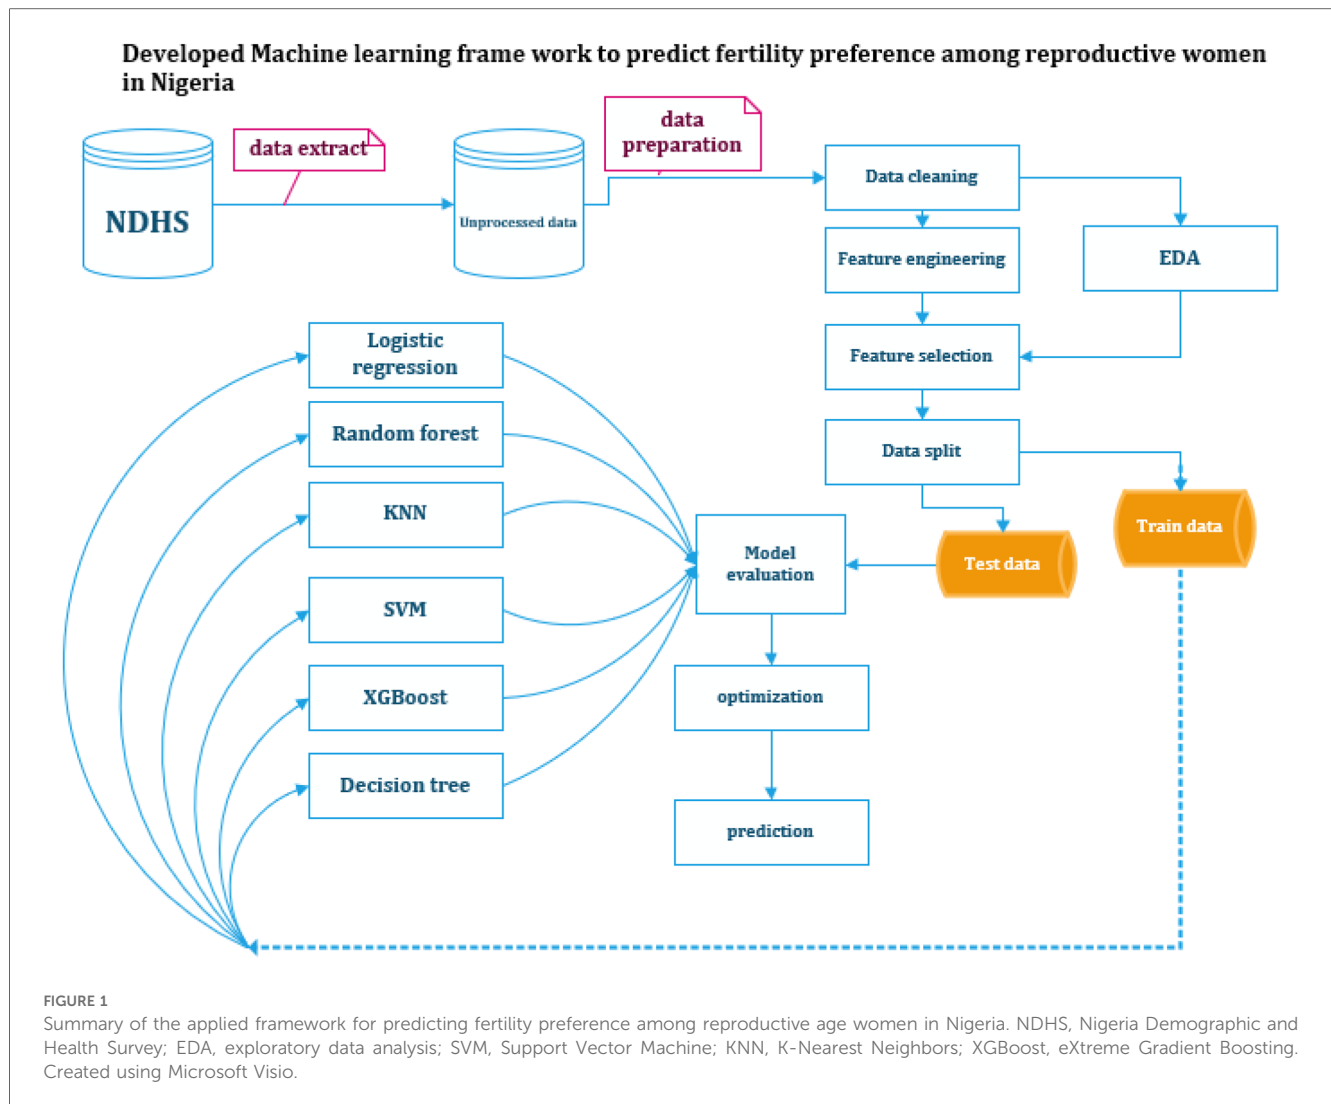 Developed Machine learning frame work to predict fertility preference among reproductive women
in Nigeria
data extract
data
preparation
NDHS
Unprocessed data
Data cleaning
Feature engineering
EDA
Feature selection
Data split
Train data
Test data
Logistic
regression
Random forest
KNN
SVM
XGBoost
Decision tree
Model
evaluation
optimization
prediction
FIGURE 1
Summary of the applied framework for predicting fertility preference among reproductive age women in Nigeria. NDHS, Nigeria Demographic and
Health Survey; EDA, exploratory data analysis; SVM, Support Vector Machine; KNN, K-Nearest Neighbors; XGBoost, eXtreme Gradient Boosting.
Created using Microsoft Visio.